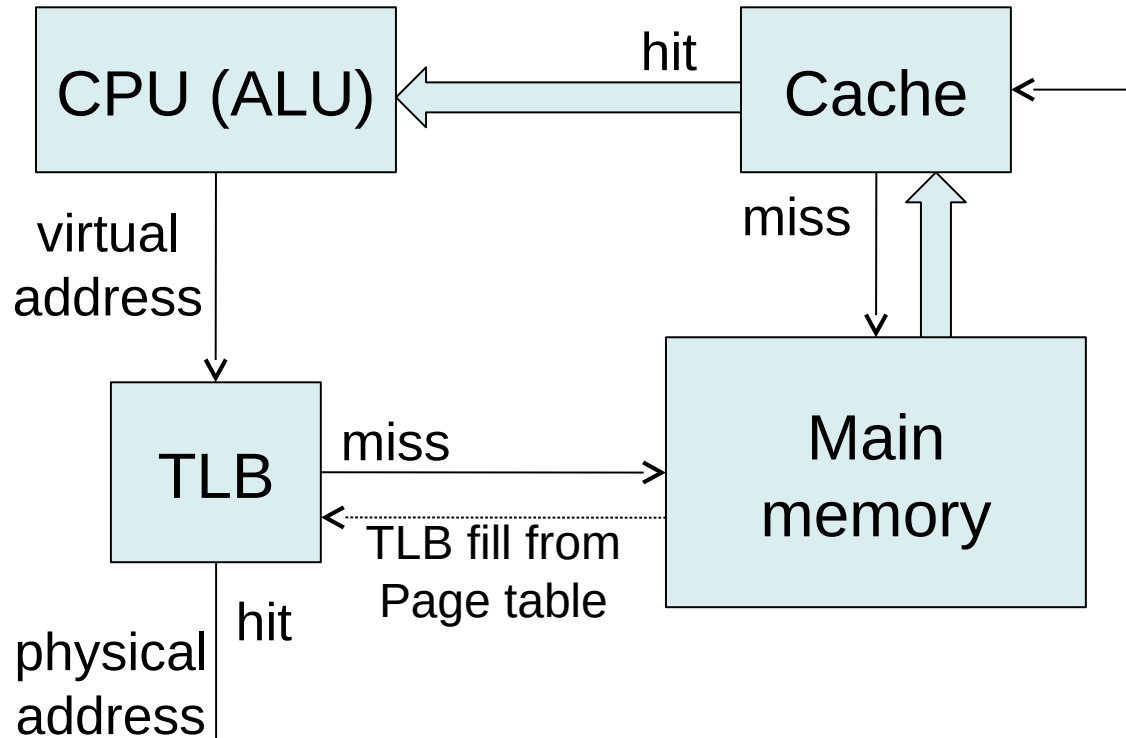 CPU (ALU)
hit
Cache
virtual
address
miss
TLB
miss
Main
memory
TLB fill from
Page table
hit
physical
address